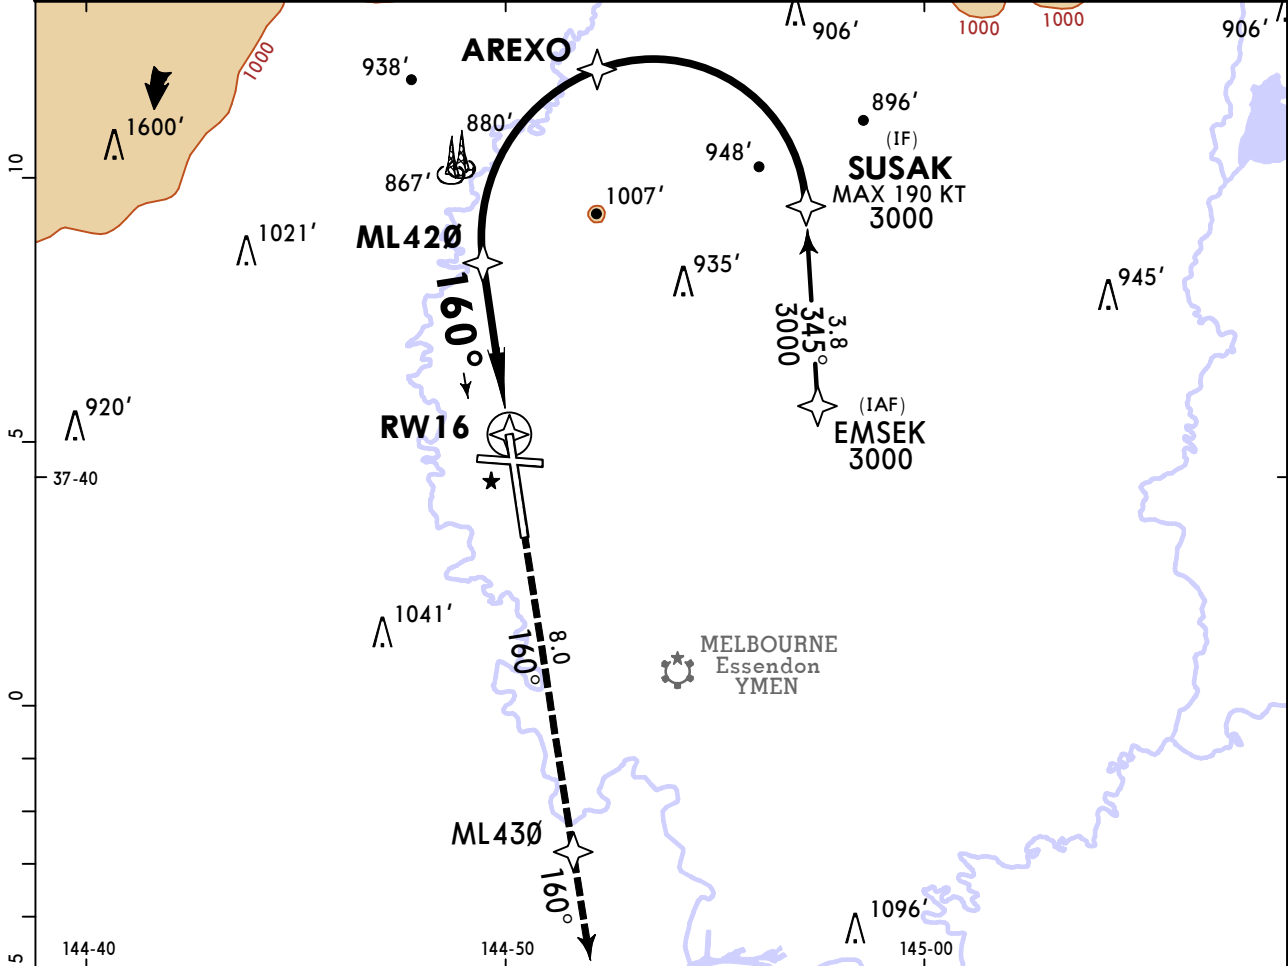 906'
1000
1000
906'
AREXO
1000
938'
896'
1600'
880'
(IF)
948'
SUSAK
10
867'
MAX 190 KT
1007'
3000
1021'
ML42Ø
935'
945'
160°
3.8
345°
3000
920'
(IAF)
RW16
EMSEK
5
3000
37-40
1041'
8.0
160°
MELBOURNE
Essendon
YMEN
0
ML43Ø
160°
1096'
144-40
144-50
145-00
5